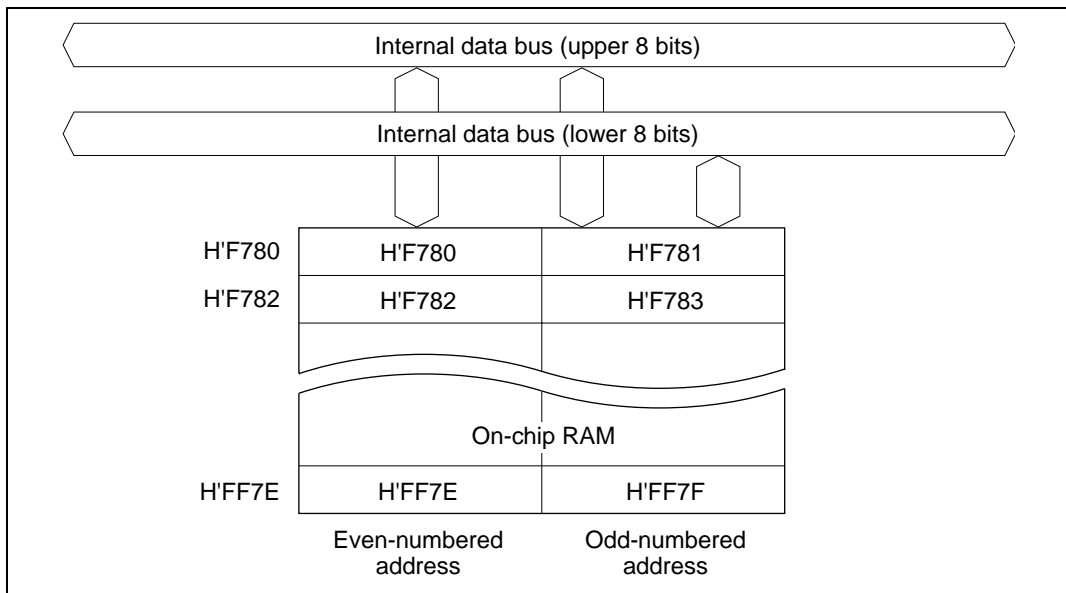 Internal data bus (upper 8 bits)
Internal data bus (lower 8 bits)
H'F780 H'F780 H'F781
H'F782 H'F782 H'F783
On-chip RAM
H'FF7E H'FF7E H'FF7F
Even-numbered address
Odd-numbered address